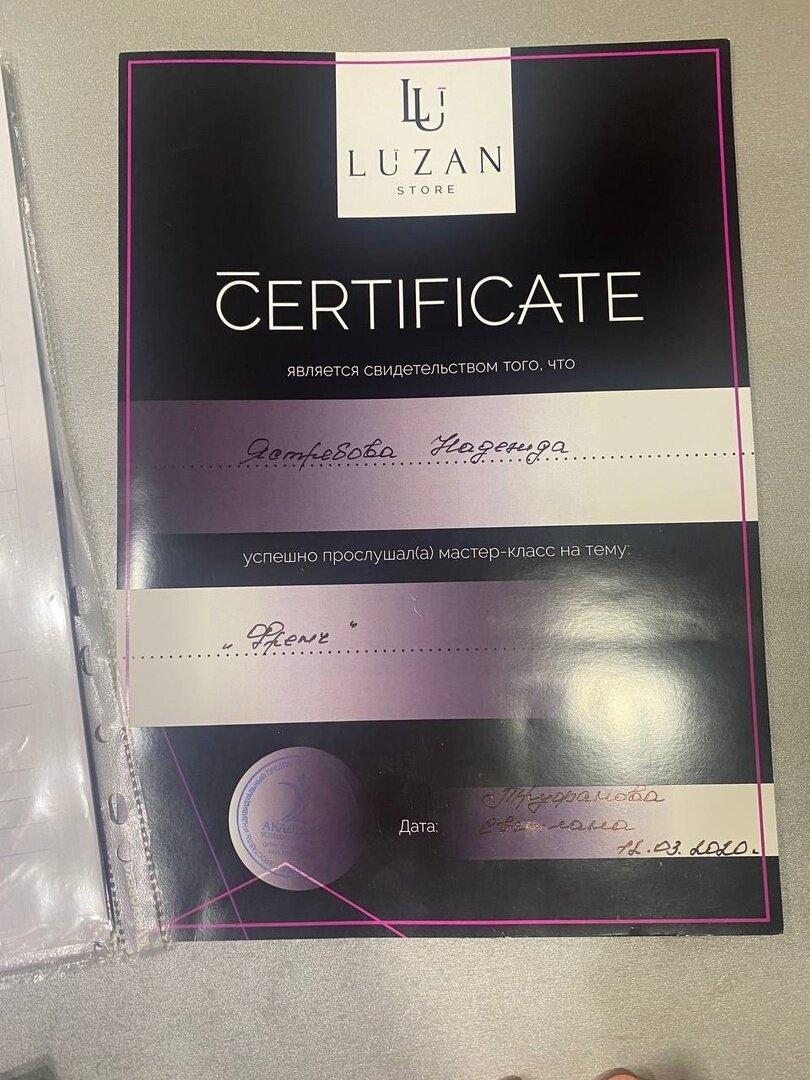 LU
LUZAN
STORE
CERTIFICATE
является свидетельством того, что
Ястребова Надежда
успешно прослушал(а) мастер-класс на тему:
„Френч"
Дата:
Светлана
12.03.2020.